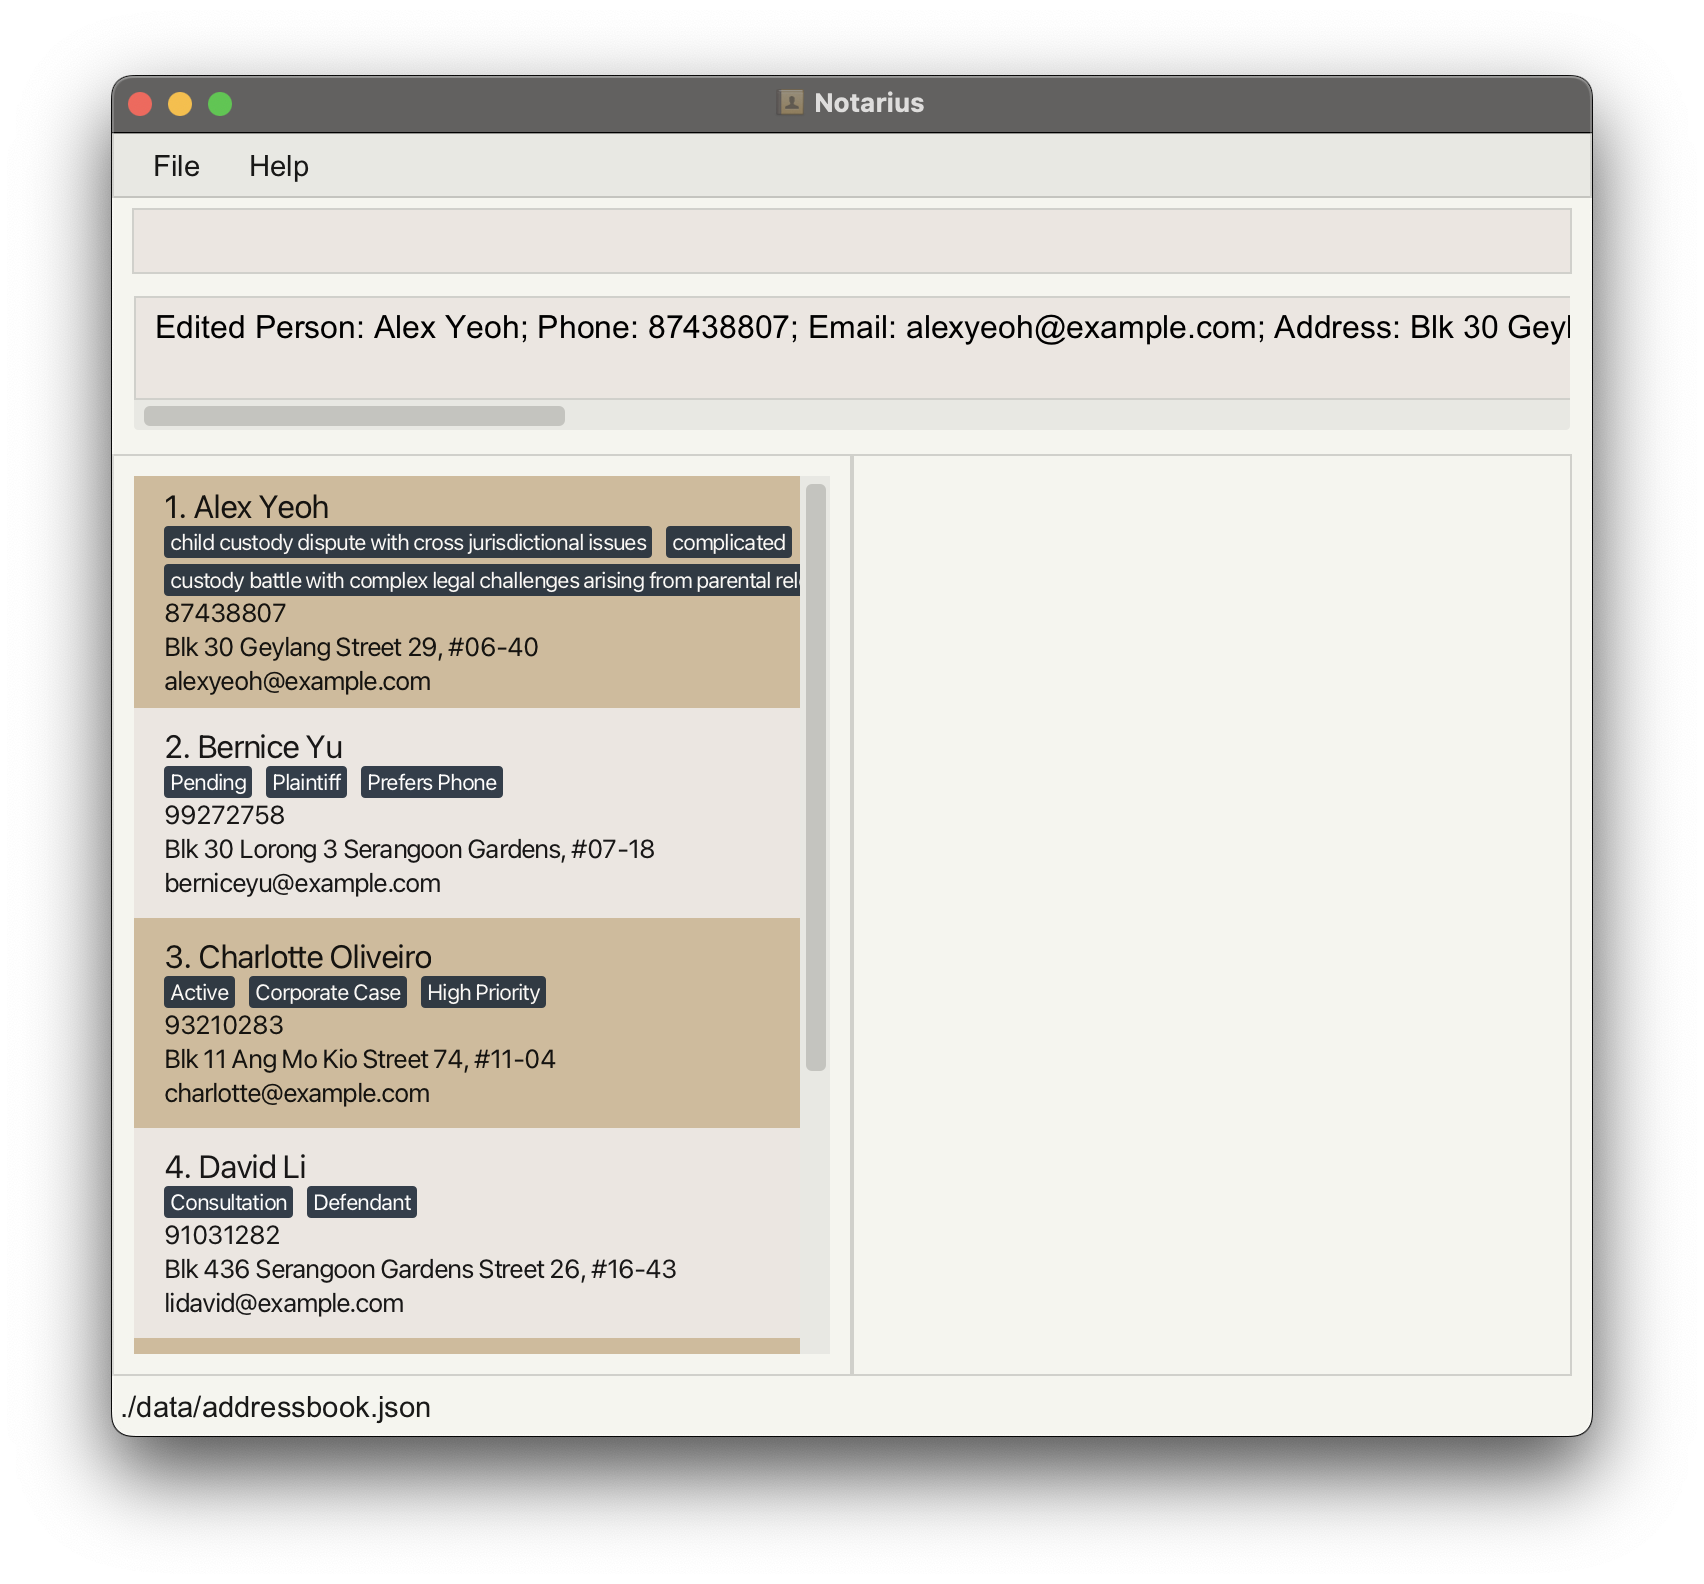 Notarius
File Help
Edited Person: Alex Yeoh; Phone: 87438807; Email: alexyeoh@example.com; Address: Blk 30
1. Alex Yeoh
child custody dispute with cross jurisdictional issues complicated
custody battle with complex legal challenges arising from parental
87438807
Blk 30 Geylang Street 29, #06-40
alexyeoh@example.com
2. Bernice Yu
Pending Plaintiff Prefers Phone
99272758
Blk 30 Lorong 3 Serangoon Gardens, #07-18
berniceyu@example.com
3. Charlotte Oliveiro
Active Corporate Case High Priority
93210283
Blk 11 Ang Mo Kio Street 74, #11-04
charlotte@example.com
4. David Li
Consultation Defendant
91031282
Blk 436 Serangoon Gardens Street 26, #16-43
lidavid@example.com
./data/addressbook.json